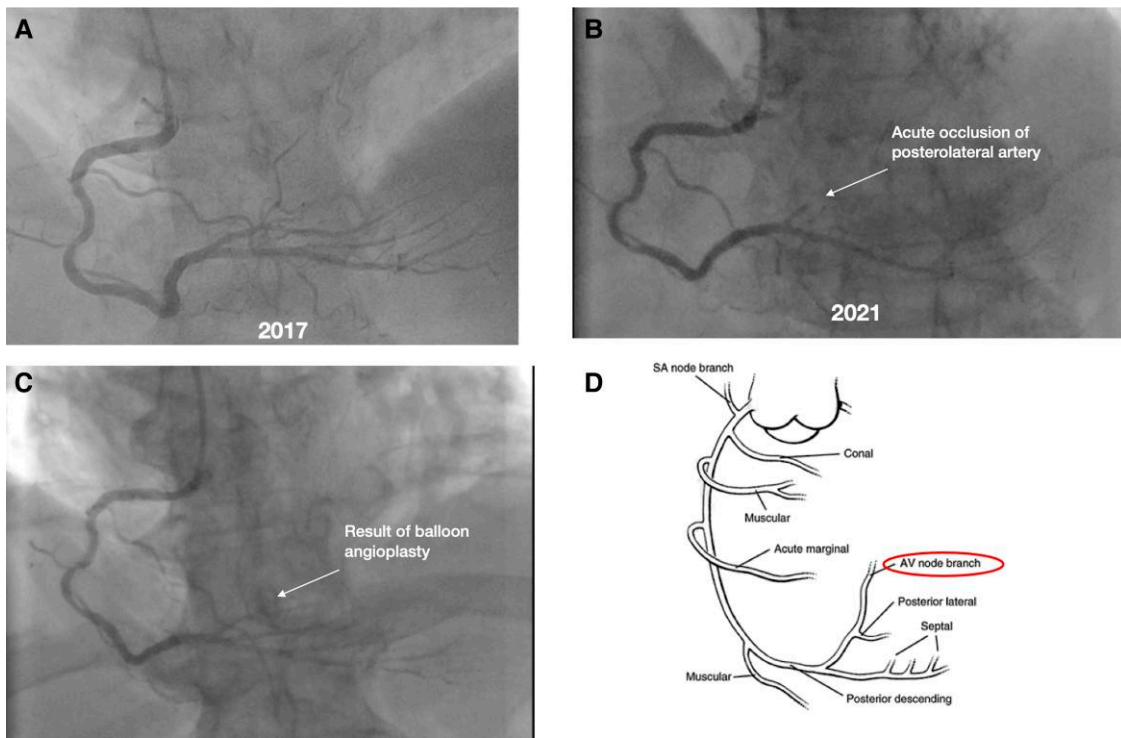 A
2017
B
Acute occlusion of
posterolateral artery
2021
C
Result of balloon
angioplasty
D
SA node branch
Conal
Muscular
Acute marginal
AV node branch
Posterior lateral
Septal
Muscular
Posterior descending